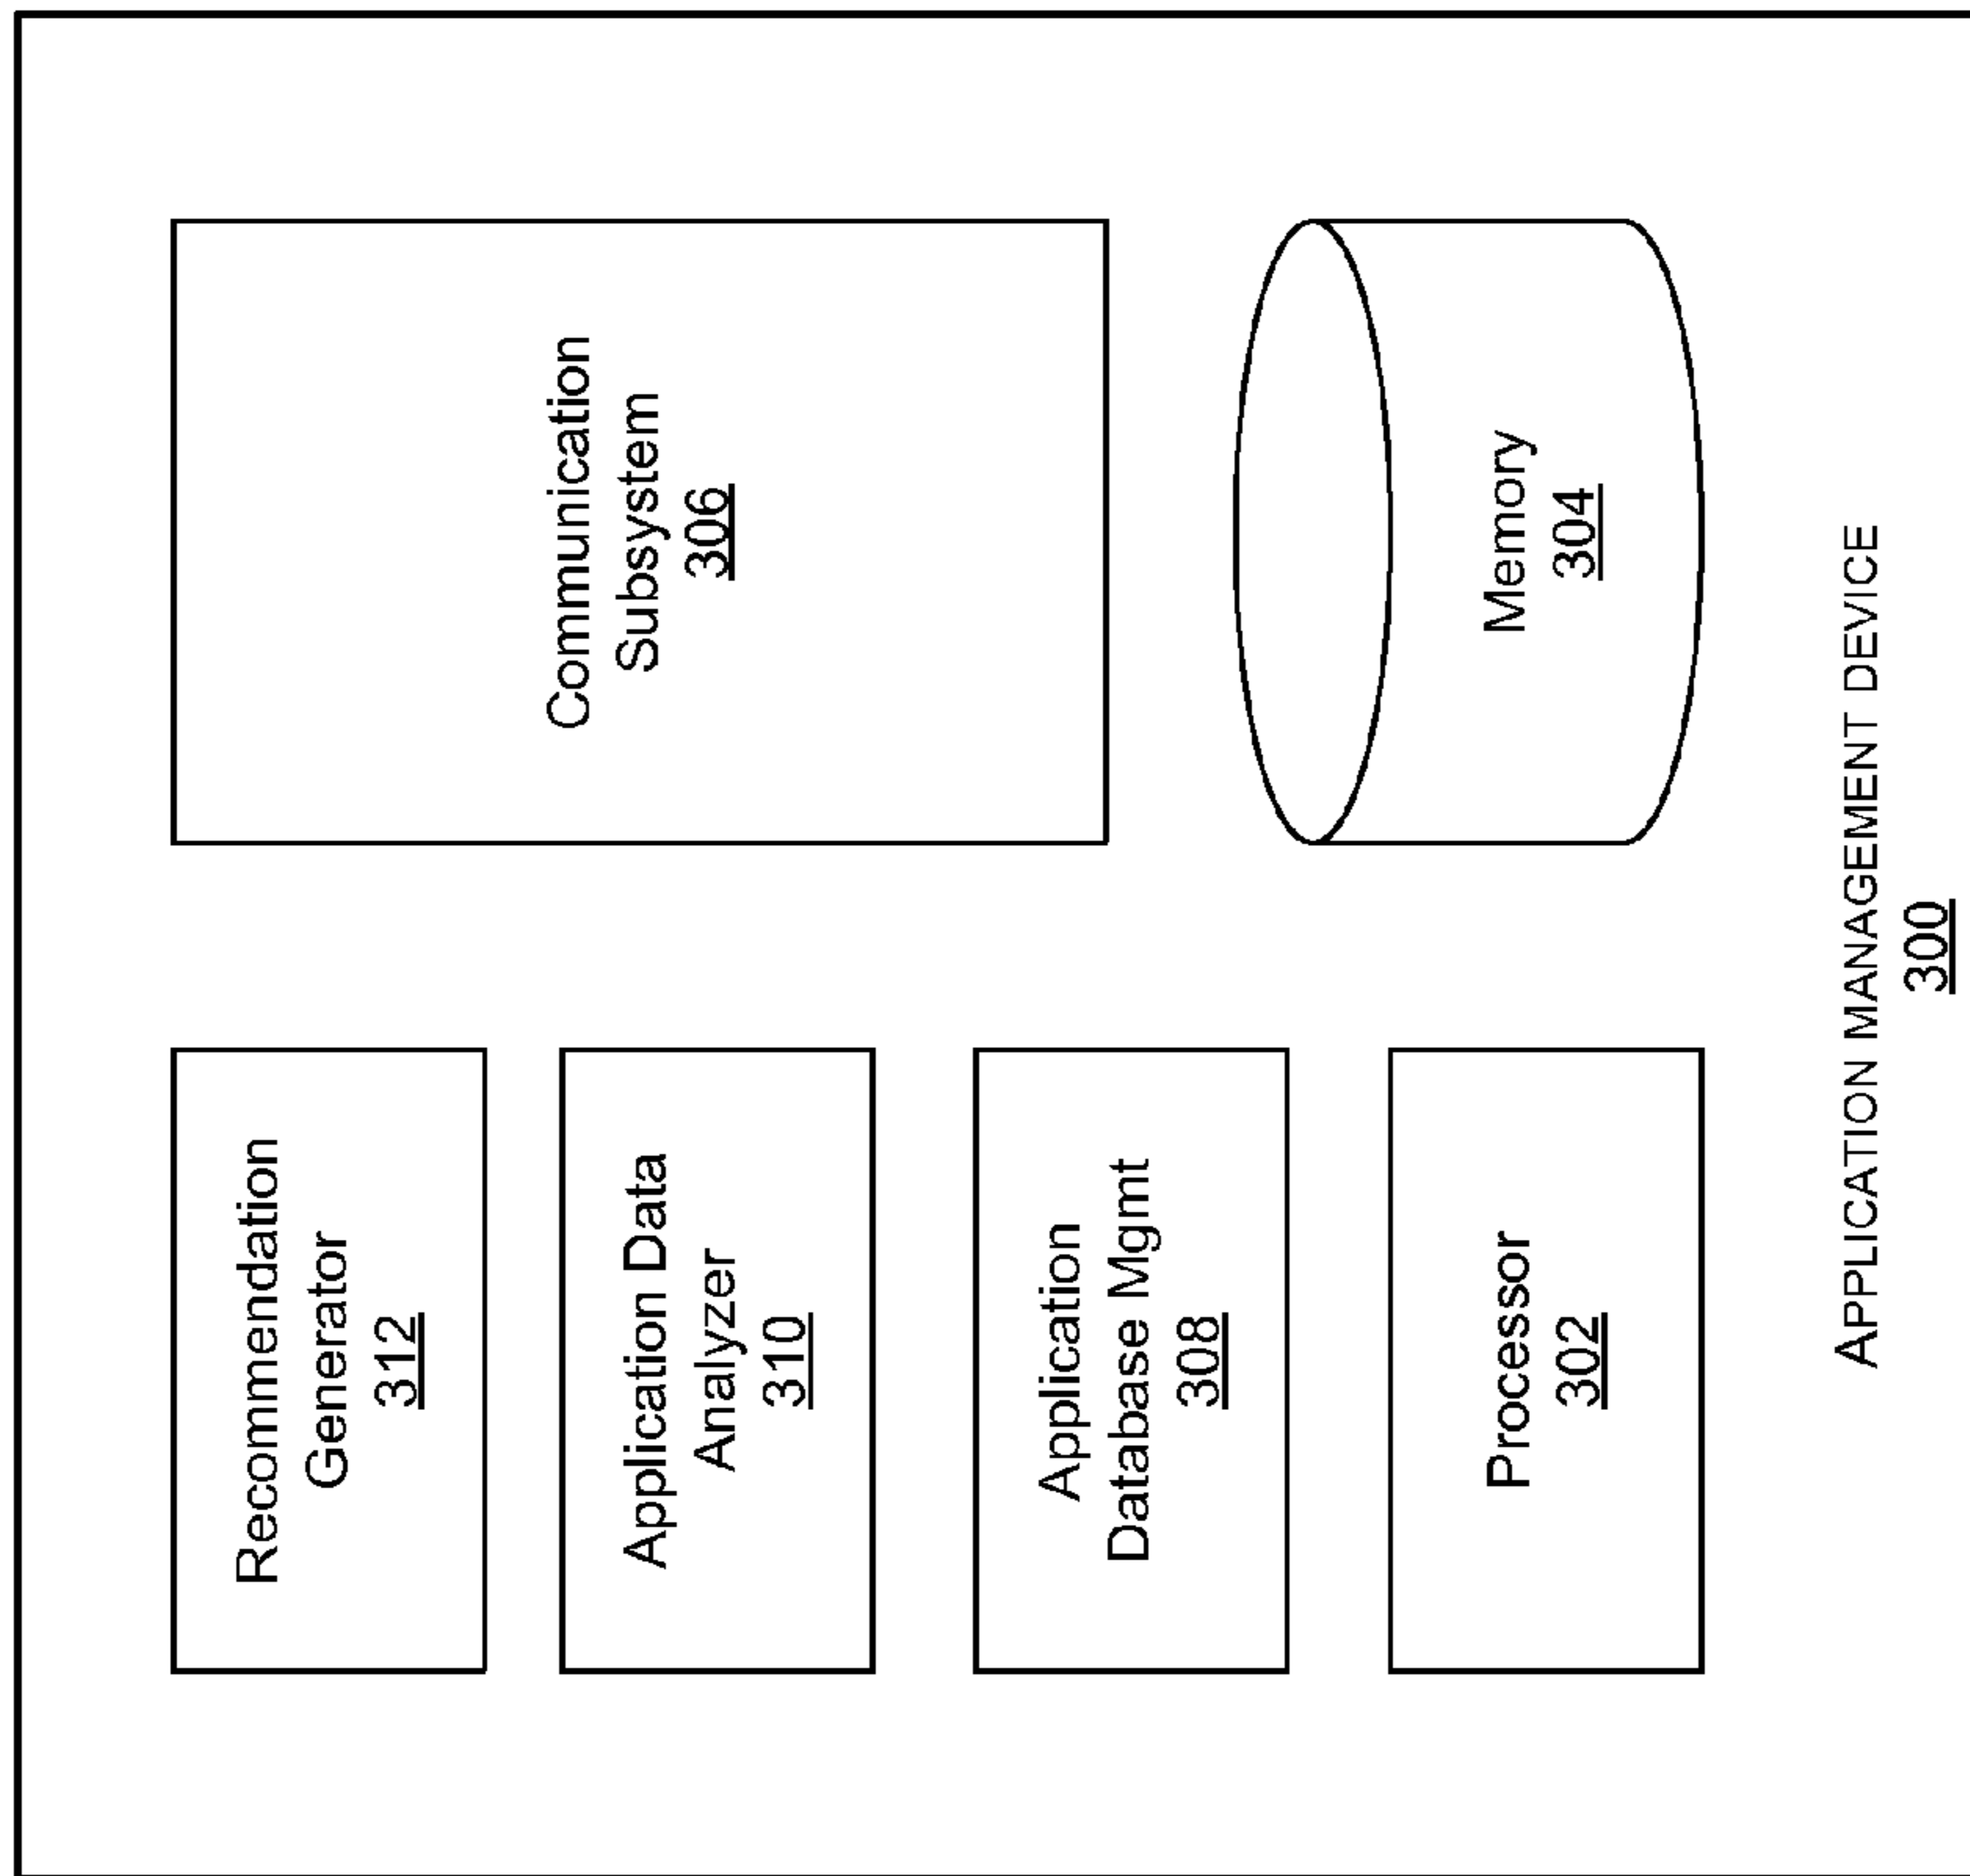 Recommendation
Generator
312
Application Data
Analyzer
310
Application
Database Mgmt
308
Processor
302
Communication
Subsystem
306
Memory
304
APPLICATION MANAGEMENT DEVICE
300